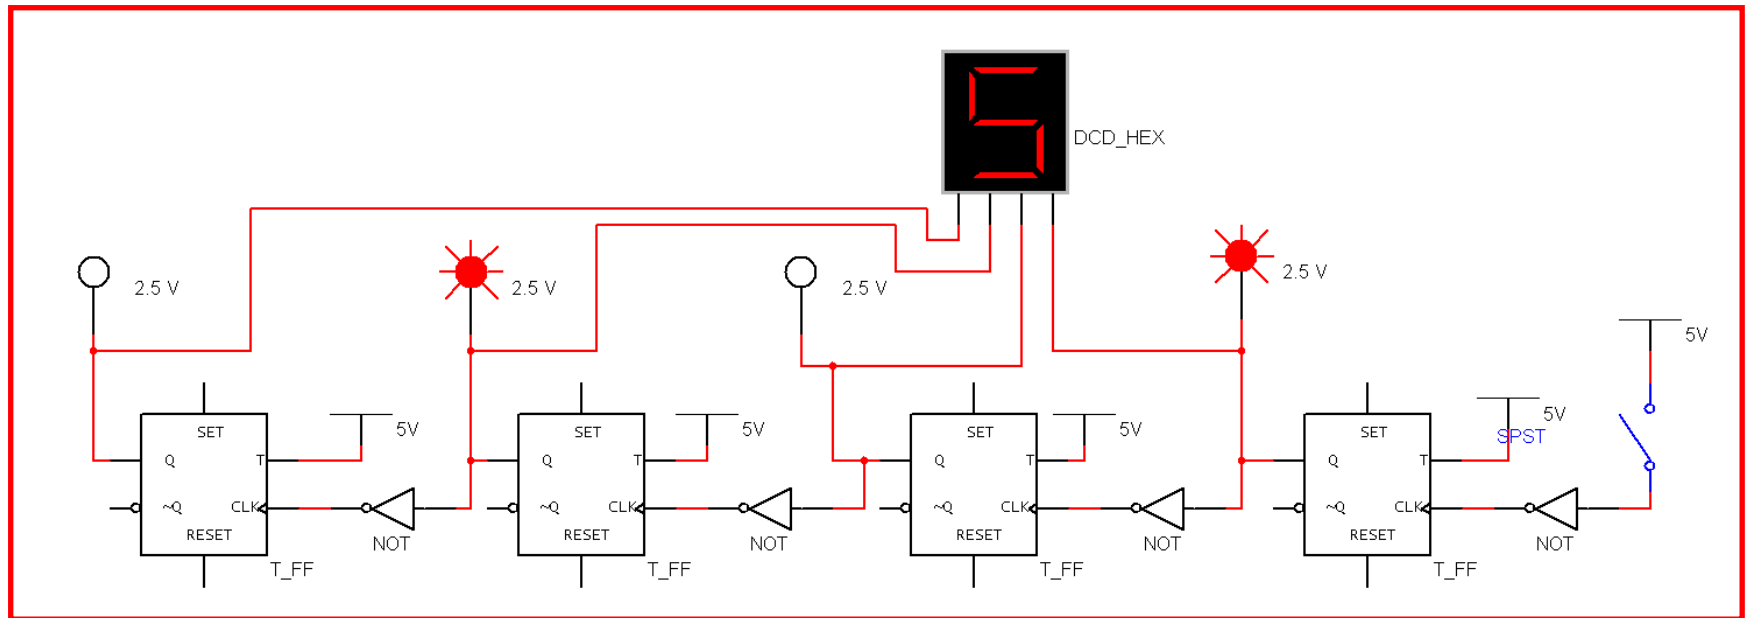 5
DCD_HEX
2.5 V
2.5 V
2.5 V
2.5 V
5V
SET
Q
T
~Q
CLK
RESET
T_FF
5V
NOT
SET
Q
T
~Q
CLK
RESET
T_FF
5V
NOT
SET
Q
T
~Q
CLK
RESET
T_FF
5V
NOT
SET
Q
T
~Q
CLK
RESET
T_FF
5V
SPST
NOT